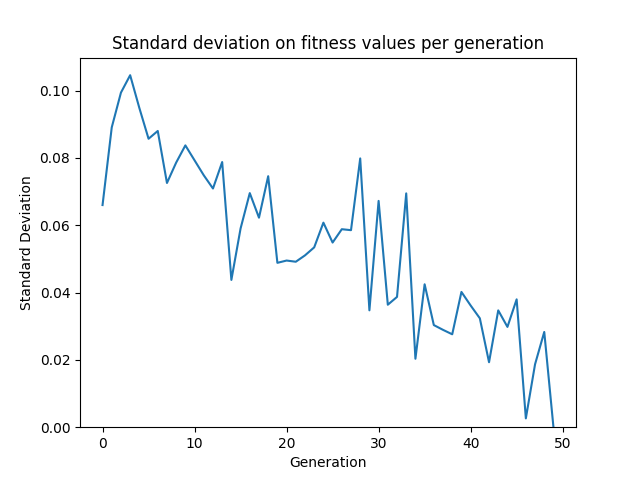 Standard deviation on fitness values per generation
0.10
0.08
0.06
0.04
0.02
0.00
Standard Deviation
0 10 20 30 40 50
Generation